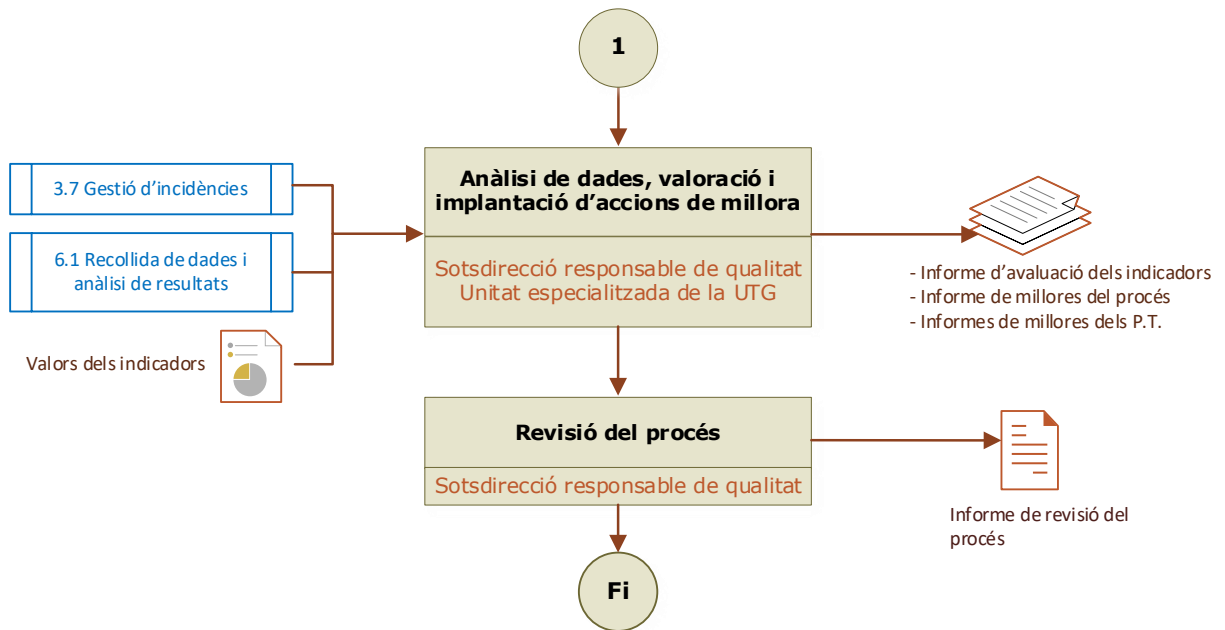 1
3.7 Gestió d’incidències
6.1 Recollida de dades i
anàlisi de resultats
Valors dels indicadors
Anàlisi de dades, valoració i
implantació d’accions de millora
Sotsdirecció responsable de qualitat
Unitat especialitzada de la UTG
- Informe d’avaluació dels indicadors
- Informe de millores del procés
- Informes de millores dels P.T.
Revisió del procés
Sotsdirecció responsable de qualitat
Informe de revisió del
procés
Fi